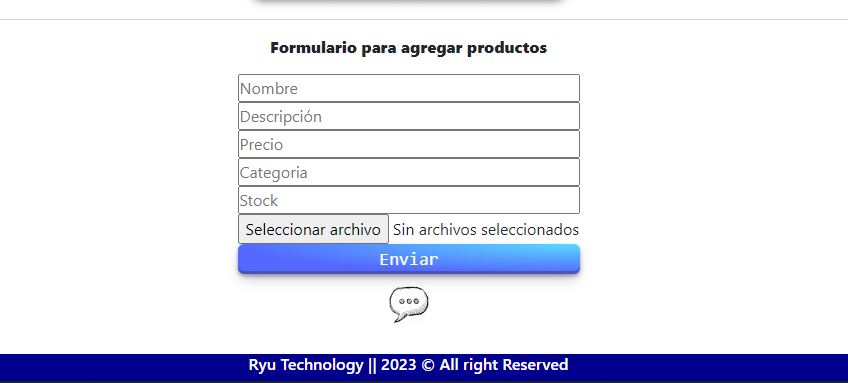 Formulario para agregar productos
Nombre
Descripción
Precio
Categoria
Stock
Seleccionar archivo Sin archivos seleccionados
Enviar
Ryu Technology || 2023 © All right Reserved